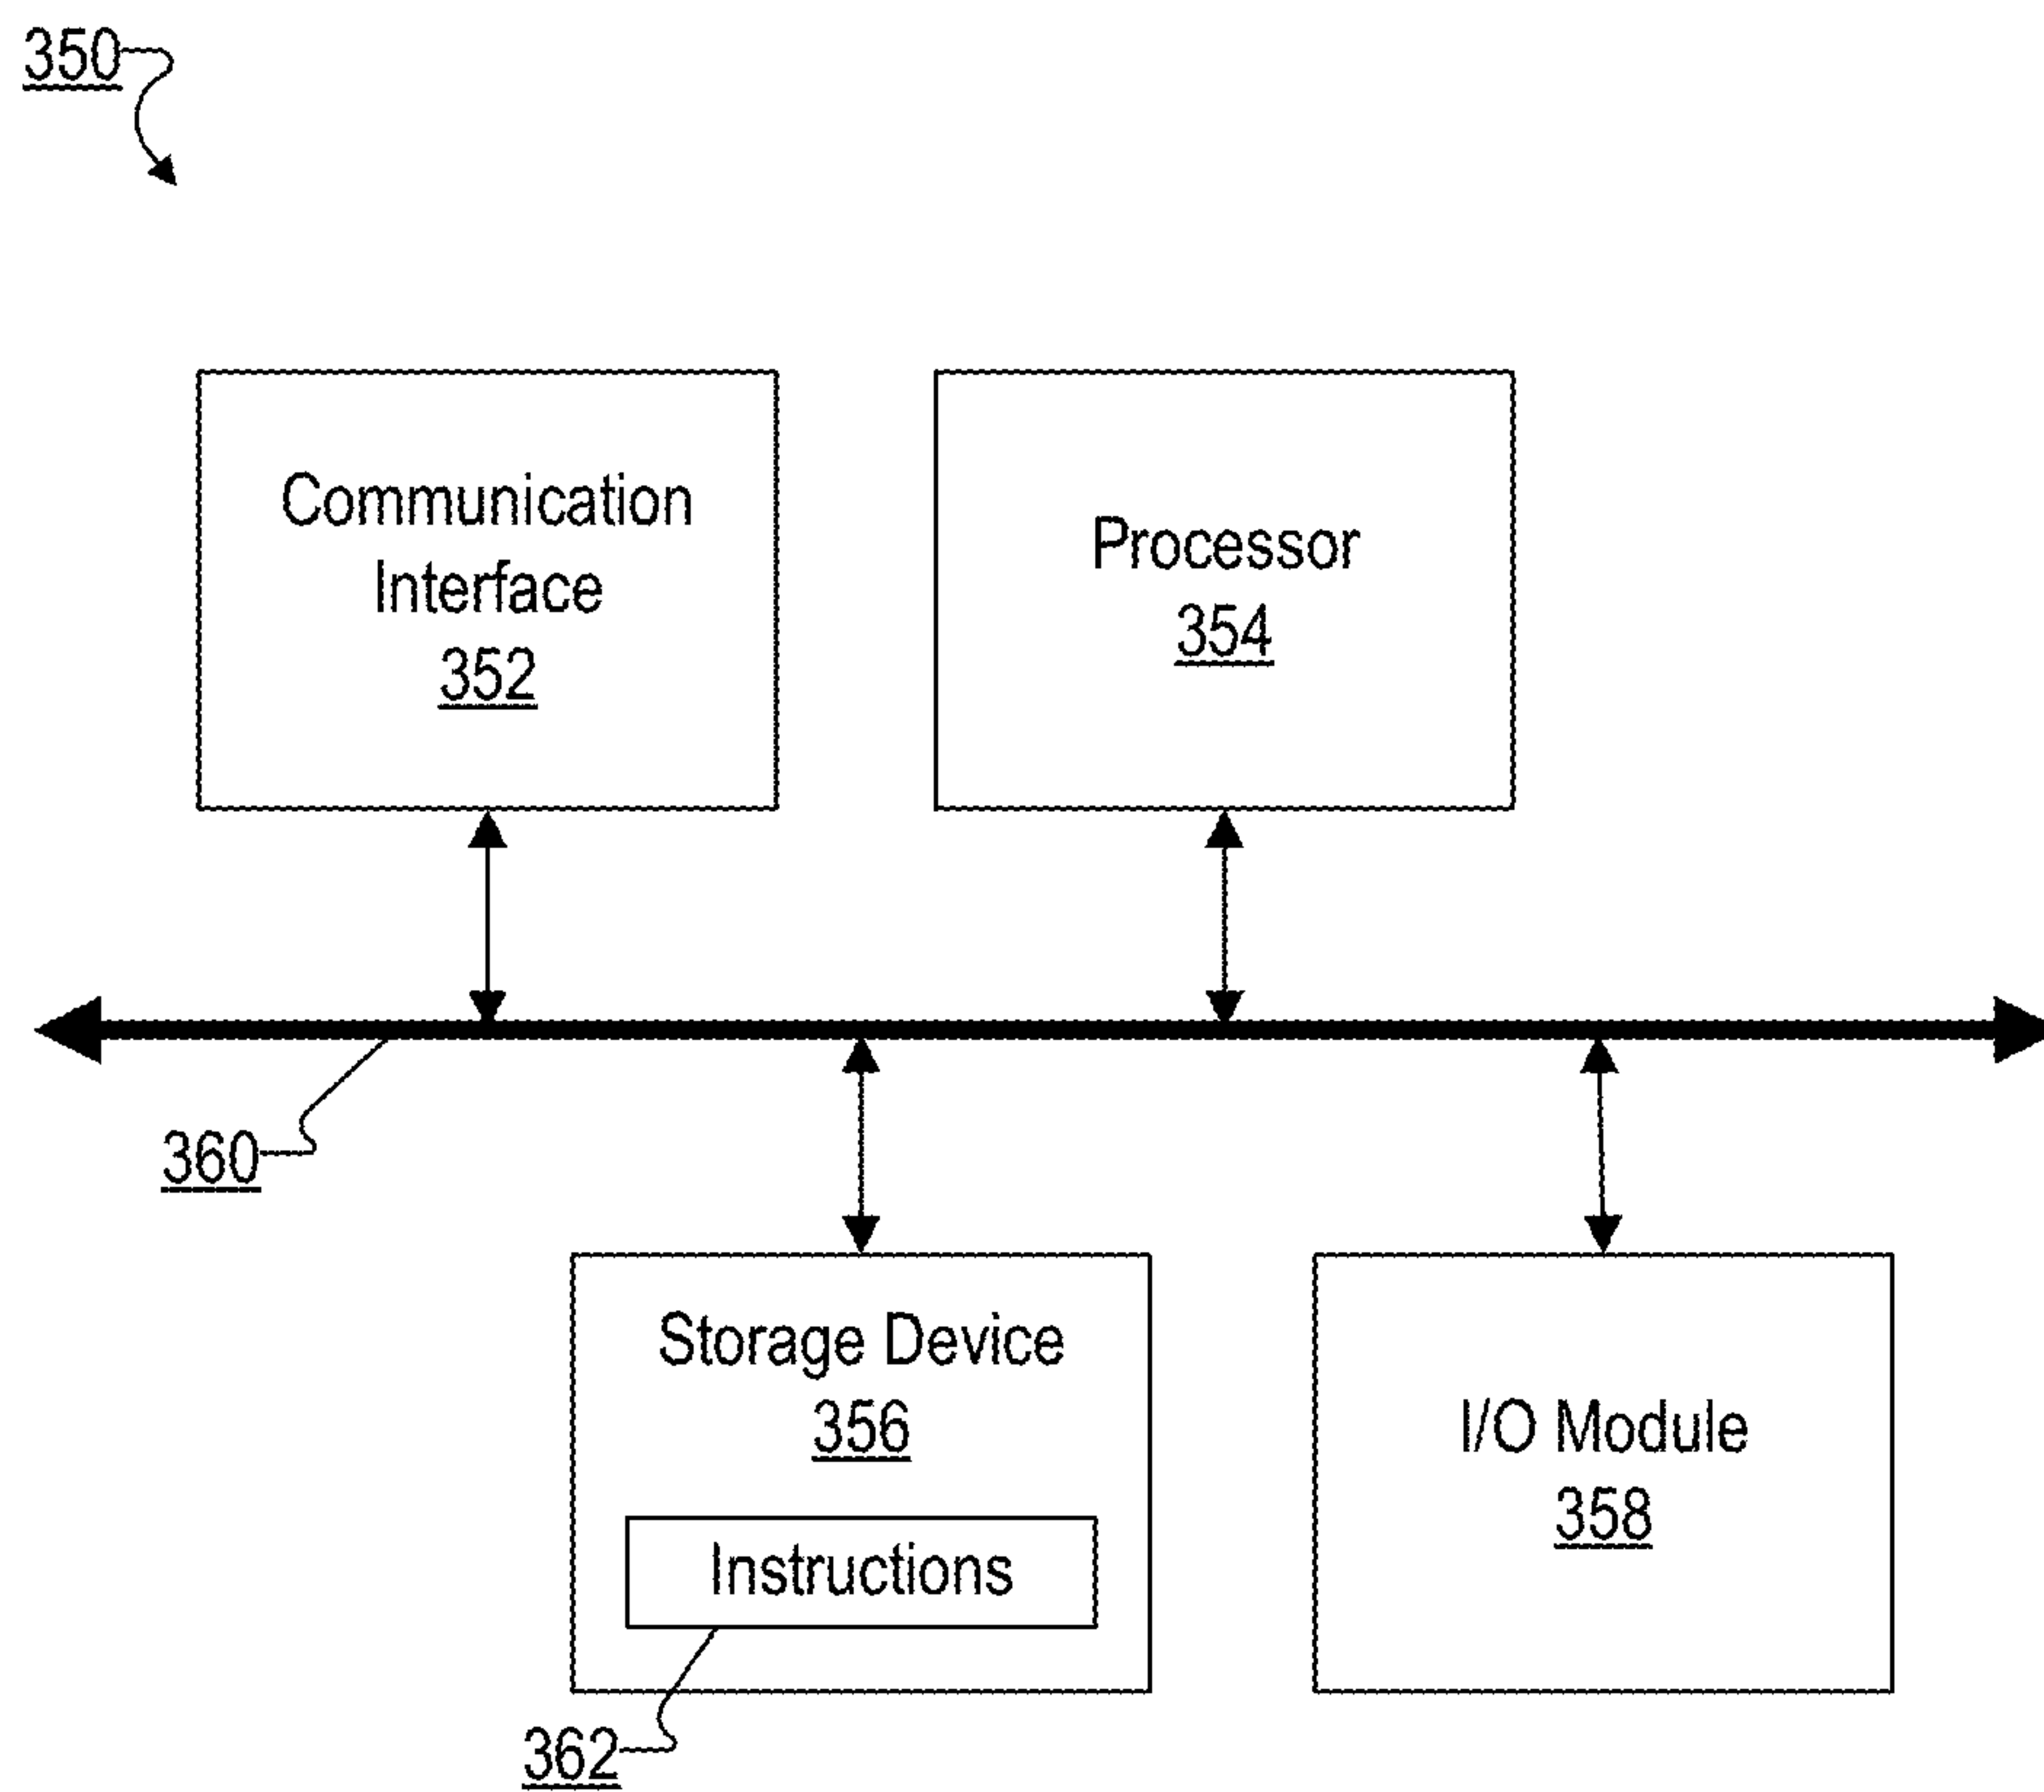 350
Communication
Interface
352
Processor
354
360
Storage Device
356
Instructions
362
I/O Module
358